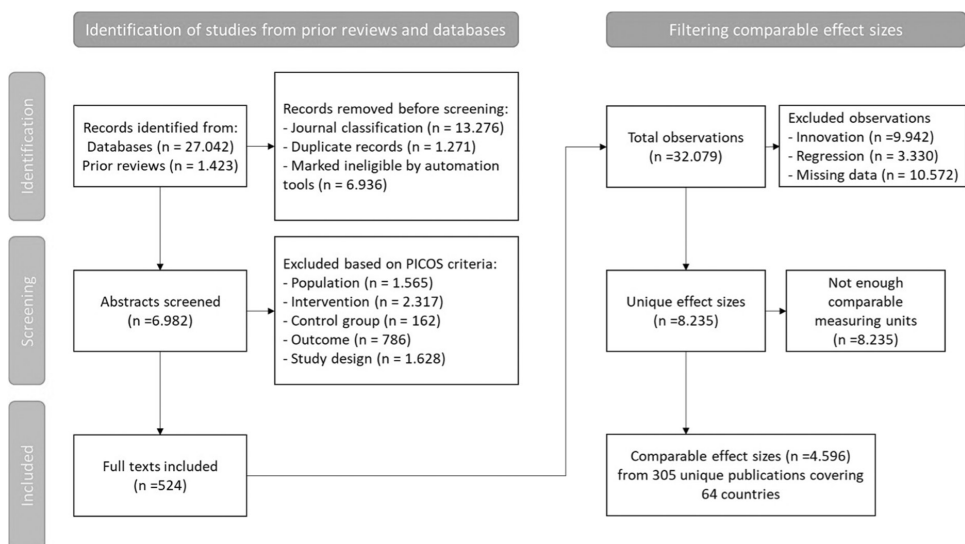 Identification of studies from prior reviews and databases
Identification
Records identified from:
Databases (n = 27.042)
Prior reviews (n = 1.423)
Records removed before screening:
- Journal classification (n = 13.276)
- Duplicate records (n = 1.271)
- Marked ineligible by automation
tools (n = 6.936)
Screening
Abstracts screened
(n =6.982)
Excluded based on PICOS criteria:
- Population (n = 1.565)
- Intervention (n = 2.317)
- Control group (n = 162)
- Outcome (n = 786)
- Study design (n = 1.628)
Included
Full texts included
(n =524)
Filtering comparable effect sizes
Total observations
(n =32.079)
Excluded observations
- Innovation (n =9.942)
- Regression (n = 3.330)
- Missing data (n = 10.572)
Unique effect sizes
(n =8.235)
Not enough
comparable
measuring units
(n =8.235)
Comparable effect sizes (n =4.596)
from 305 unique publications covering
64 countries